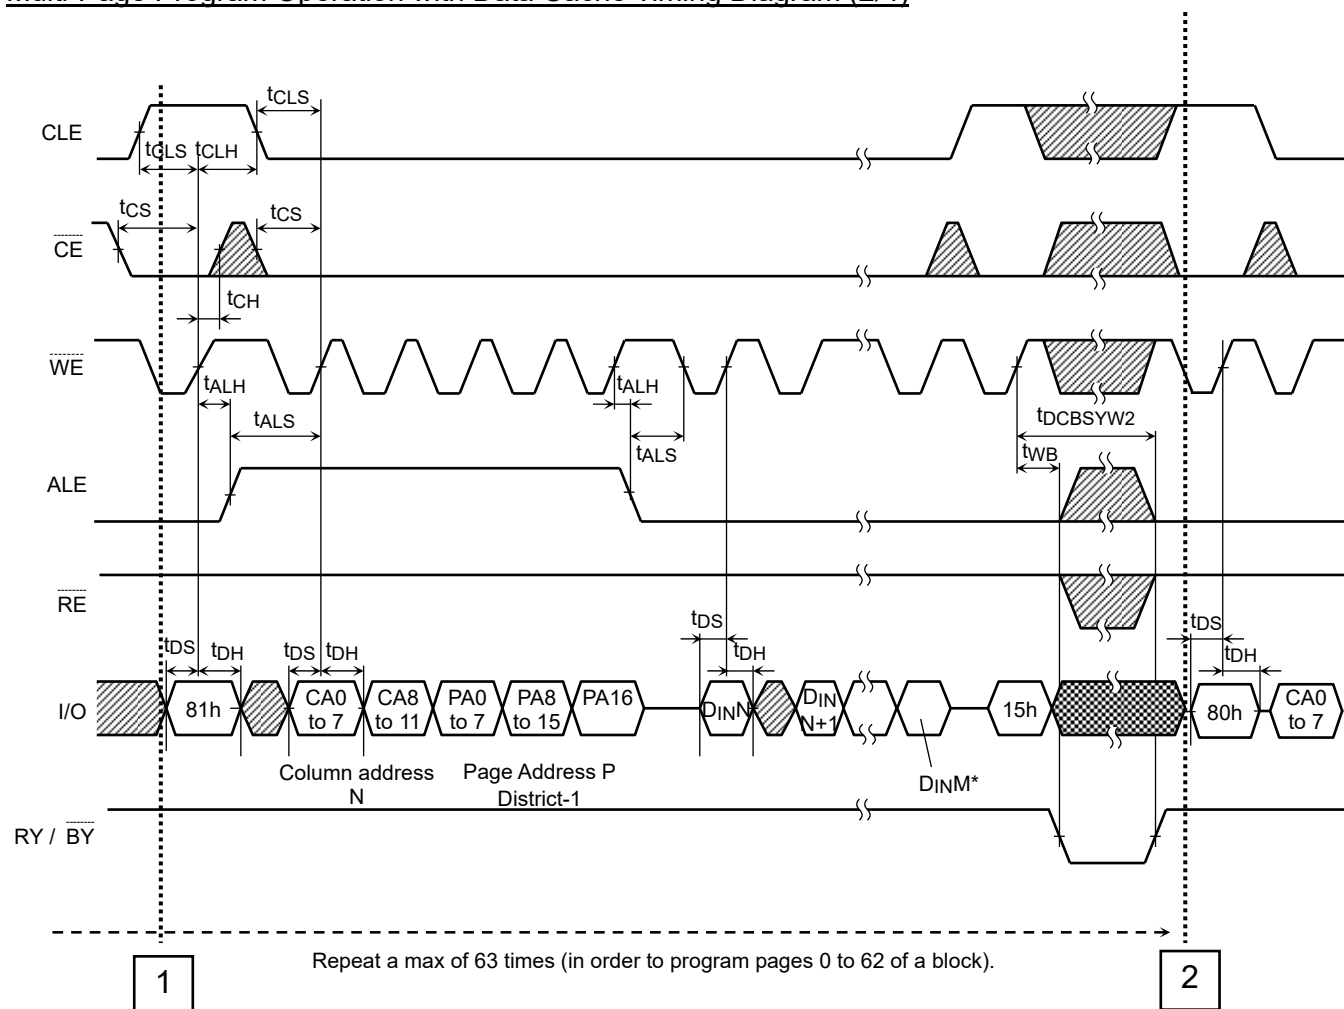 Multi-Page Program Operation with Data Cache Timing Diagram (2/4)
tCLS
CLE
tCLS tCLH
tCS tCS
CE
tCH
WE
tALH tALH
tALS tDCBSYW2
tALS tWB
ALE
RE
tDS tDS
tDS tDH tDS tDH tDH tDH
I/O 81h CA0 to 7 CA8 to 11 PA0 to 7 PA8 to 15 PA16 DINN DIN N+1 15h 80h CA0 to 7
Column address N
Page Address P
District-1
DINM*
RY / BY
Repeat a max of 63 times (in order to program pages 0 to 62 of a block).
1 2